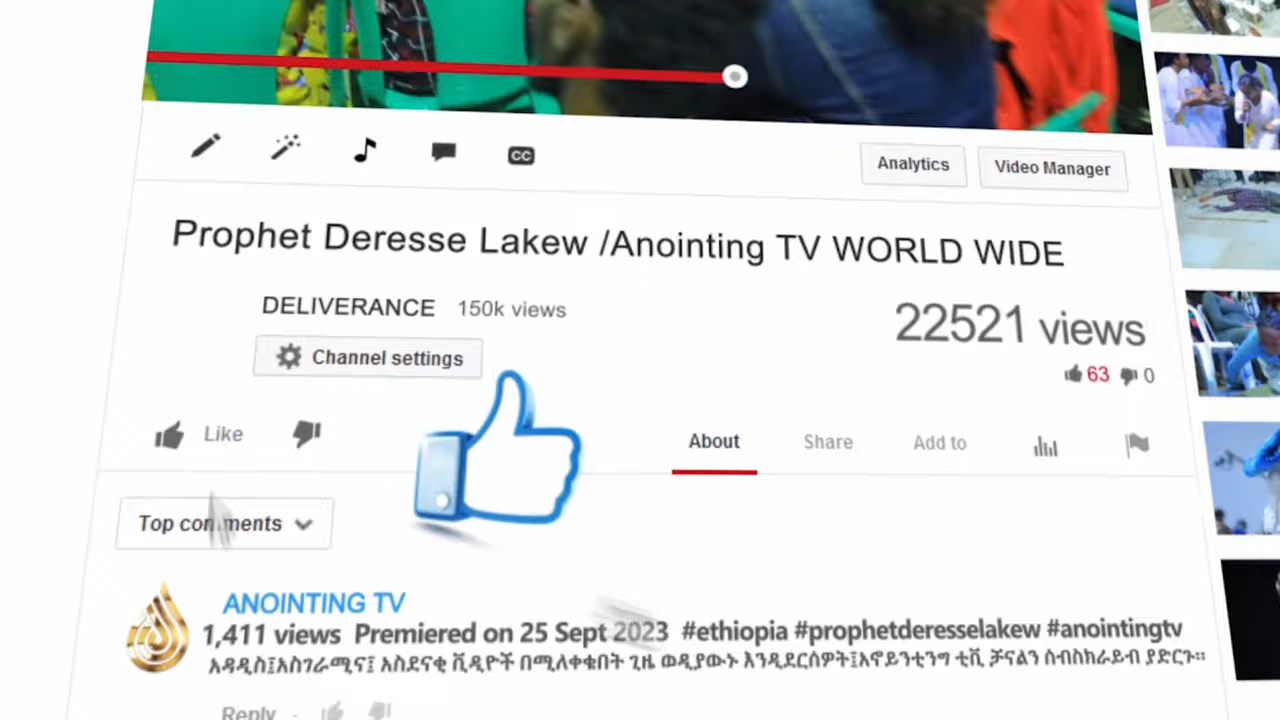 CC
Analytics
Video Manager
Prophet Deresse Lakew /Anointing TV WORLD WIDE
DELIVERANCE 150k views
22521 views
Channel settings
63 0
Like
About Share Add to
Top comments
ANOINTING TV
1,411 views Premiered on 25 Sept 2023 #ethiopia #prophetderesselakew #anointingtv
አዳዲስ፤አስገራሚና፤ አስደናቂ ቪዲዮች በሚለቀቁበት ጊዜ ወዲያውኑ እንዲደርሰዎት፤አኖይንቲንግ ቲቪ ቻናልን ሰብስክራይብ ያድርጉ።
Reply